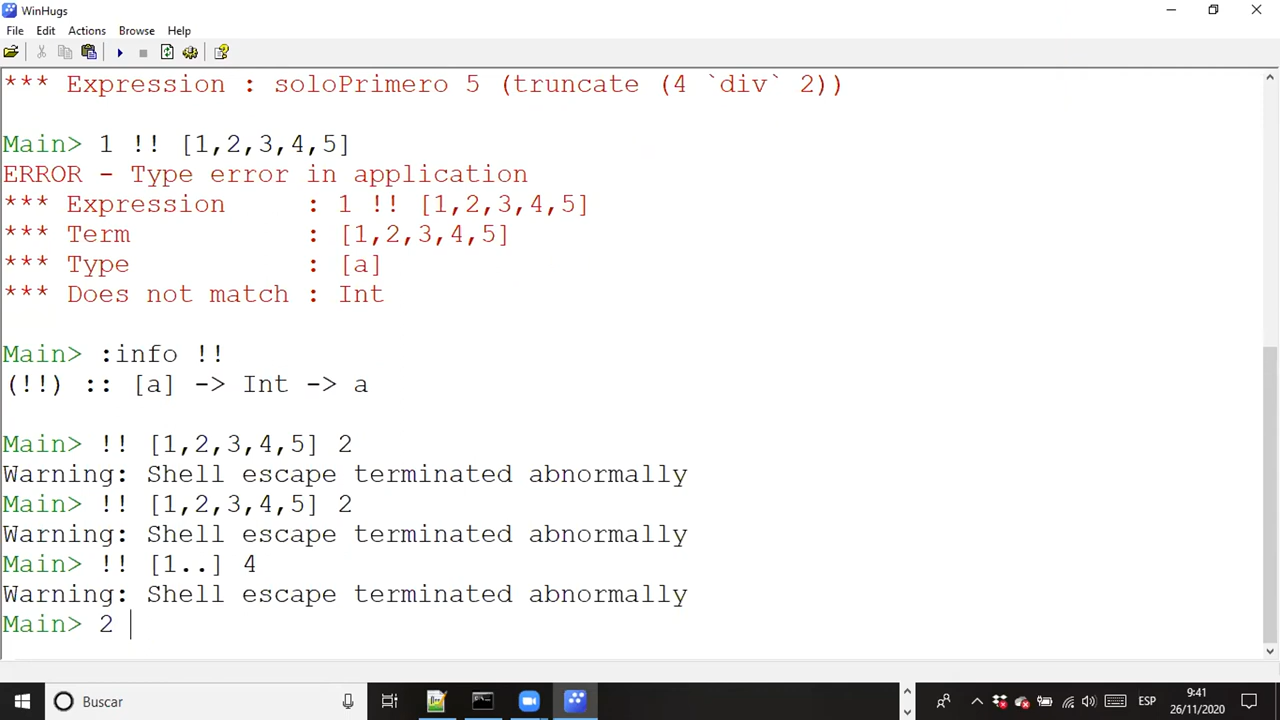 WinHugs
File Edit Actions Browse Help
*** Expression : soloPrimero 5 (truncate (4 `div` 2))
Main> 1 !! [1,2,3,4,5]
ERROR - Type error in application
*** Expression : 1 !! [1,2,3,4,5]
*** Term : [1,2,3,4,5]
*** Type : [a]
*** Does not match : Int
Main> :info !!
(!!) :: [a] -> Int -> a
Main> !! [1,2,3,4,5] 2
Warning: Shell escape terminated abnormally
Main> !! [1,2,3,4,5] 2
Warning: Shell escape terminated abnormally
Main> !! [1..] 4
Warning: Shell escape terminated abnormally
Main> 2
Buscar
ESP
9:41
26/11/2020